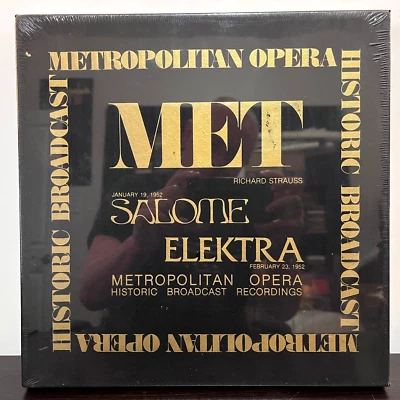 METROPOLITAN OPERA
HISTORIC BROADCAST
METROPOLITAN OPERA
HISTORIC BROADCAST
MET
RICHARD STRAUSS
JANUARY 19, 1952
SALOME
ELEKTRA
FEBRUARY 23, 1952
METROPOLITAN OPERA
HISTORIC BROADCAST RECORDINGS